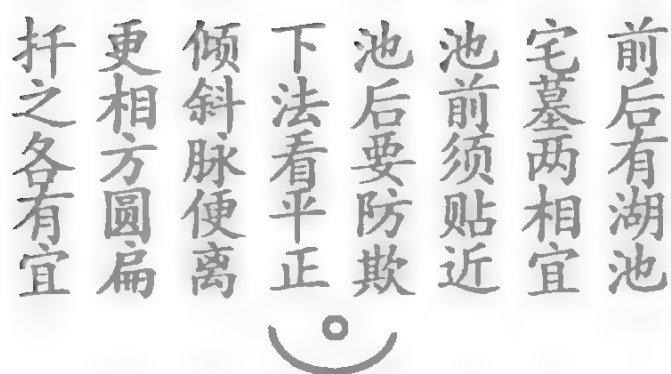 前后有湖池
宅墓两相宜
池前须贴近
池后要防欺
下法看平正
倾斜脉便离
更相方圆扁
扦之各有宜